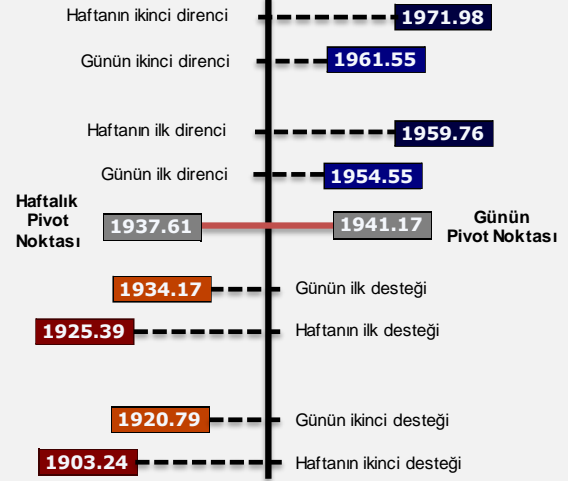 Haftanın ikinci direnci
1971.98
Günün ikinci direnci
1961.55
Haftanın ilk direnci
1959.76
Günün ilk direnci
1954.55
Haftalık
Pivot
Noktası
1937.61
1941.17
Günün
Pivot Noktası
1934.17
Günün ilk desteği
1925.39
Haftanın ilk desteği
1920.79
Günün ikinci desteği
1903.24
Haftanın ikinci desteği